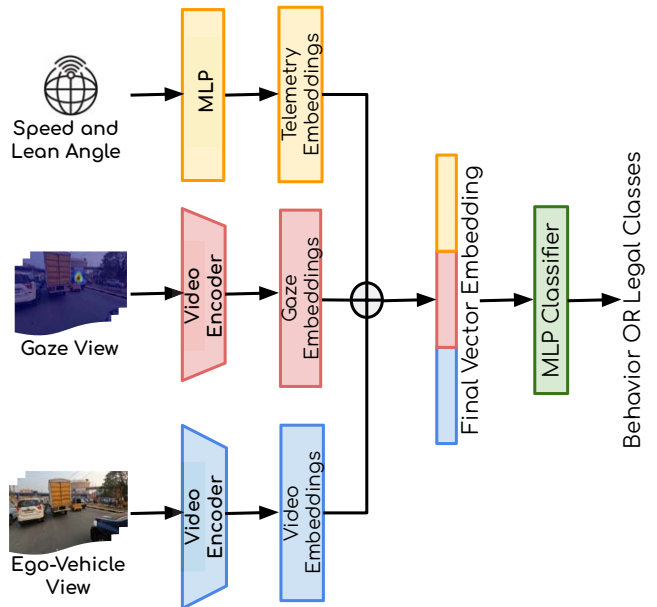 Speed and
Lean Angle
MLP
Telemetry
Embeddings
Gaze View
Video
Encoder
Gaze
Embeddings
Ego-Vehicle
View
Video
Encoder
Video
Embeddings
Final Vector Embedding
MLP Classifier
Behavior OR Legal Classes